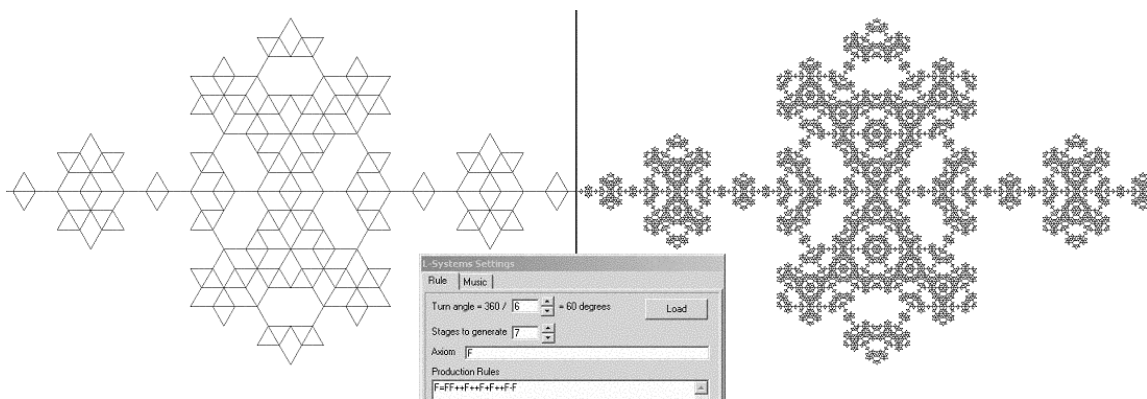 L-Systems Settings
Rule Music
Turn angle = 360 / 6 = 60 degrees Load
Stages to generate 7
Axiom F
Production Rules
F=FF++F++F+F++F-F